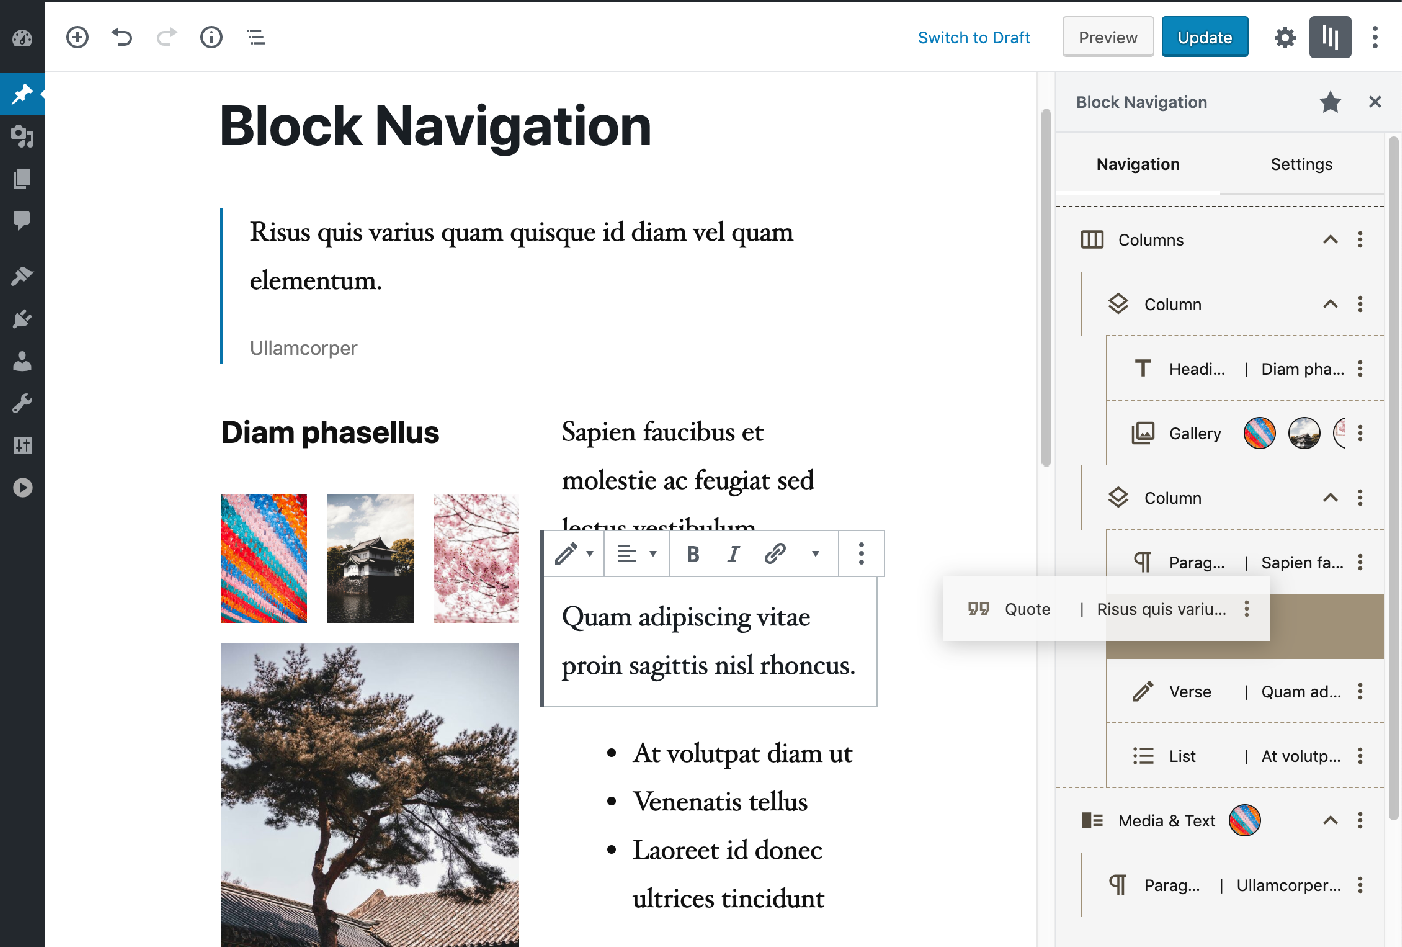 Switch to Draft
Preview
Update
Block Navigation
Risus quis varius quam quisque id diam vel quam
elementum.
Ullamcorper
Diam phasellus
Sapien faucibus et
molestie ac feugiat sed
lectus vestibulum
B I
Quam adipiscing vitae
proin sagittis nisl rhoncus.
• At volutpat diam ut
• Venenatis tellus
• Laoreet id donec
ultrices tincidunt
Block Navigation
Navigation
Settings
Columns
Column
Headi... | Diam pha...
Gallery
Column
Parag... | Sapien fa...
Quote | Risus quis variu...
Verse | Quam ad...
List | At volutp...
Media & Text
Parag... | Ullamcorper...